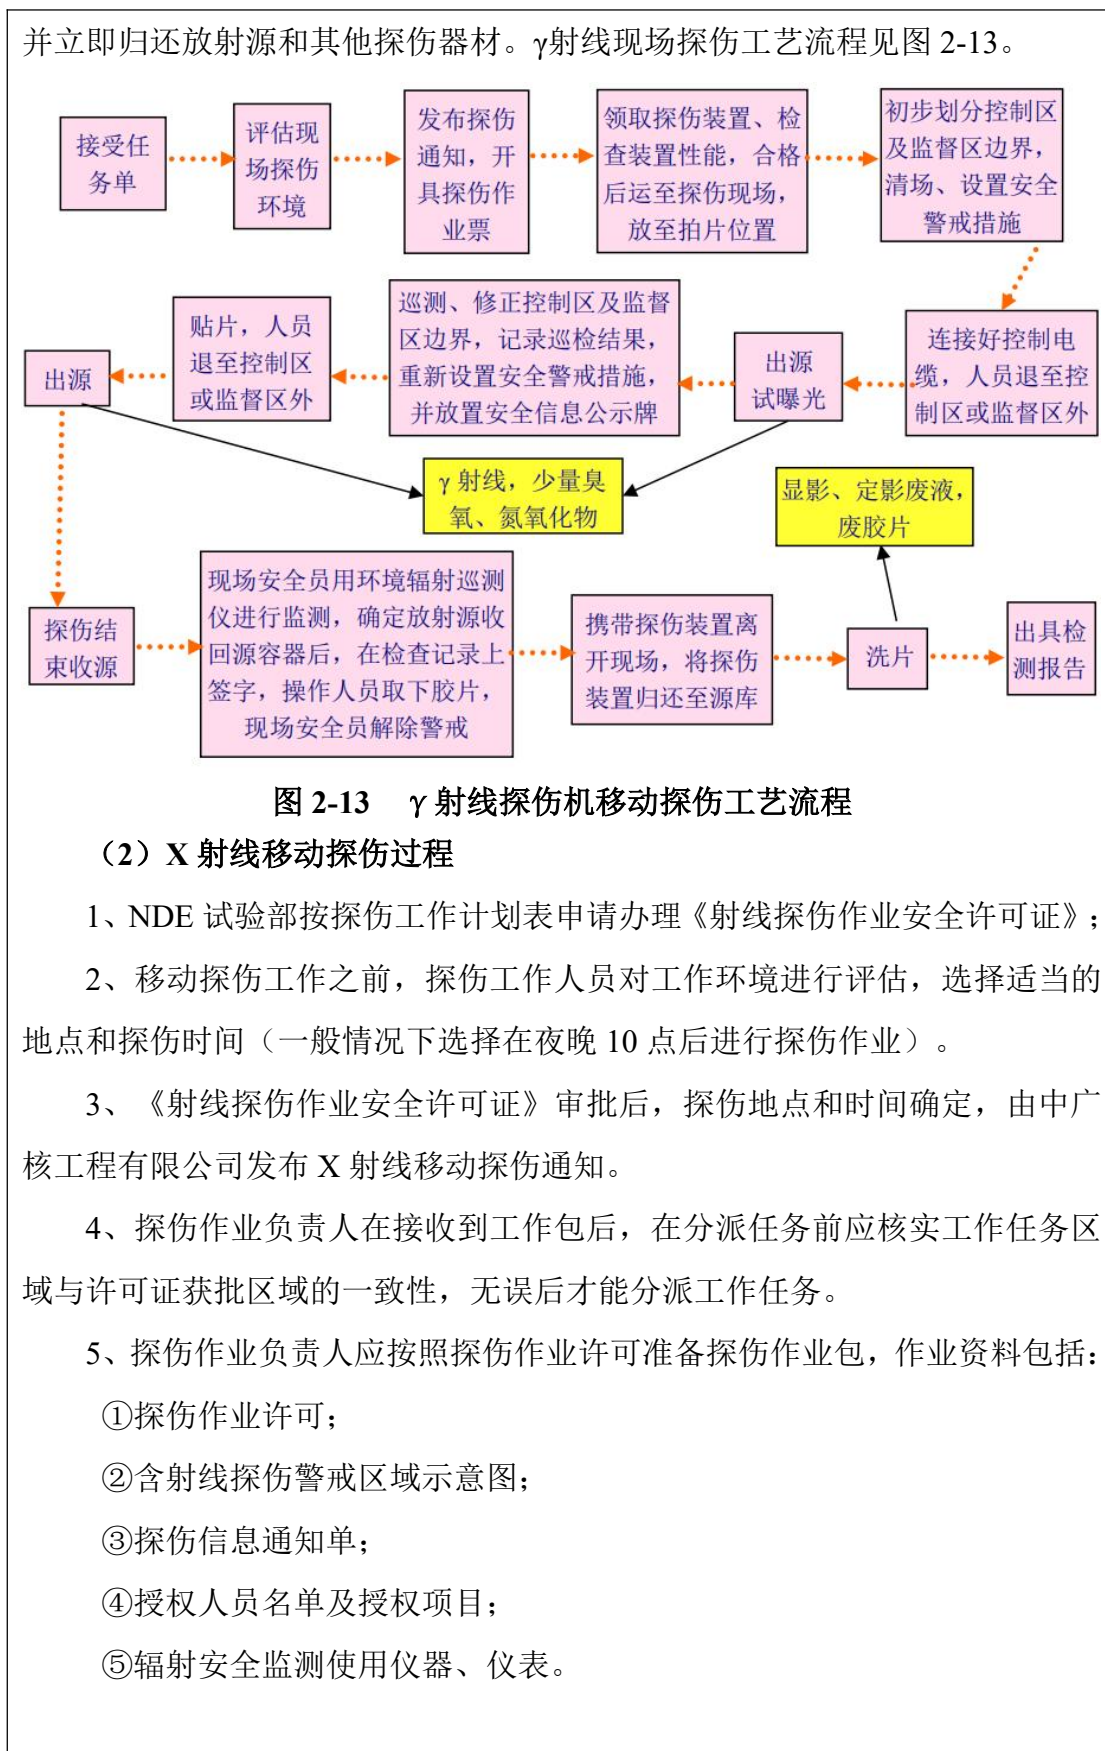 并立即归还放射源和其他探伤器材。γ射线现场探伤工艺流程见图 2-13。
接受任
务单
评估现
场探伤
环境
发布探伤
通知，开
具探伤作
业票
领取探伤装置、检
查装置性能，合格
后运至探伤现场，
放至拍片位置
初步划分控制区
及监督区边界，
清场、设置安全
警戒措施
连接好控制电
缆，人员退至控
制区或监督区外
出源
试曝光
巡测、修正控制区及监督
区边界，记录巡检结果，
重新设置安全警戒措施，
并放置安全信息公示牌
贴片，人员
退至控制区
或监督区外
出源
γ 射线，少量臭
氧、氮氧化物
显影、定影废液，
废胶片
探伤结
束收源
现场安全员用环境辐射巡测
仪进行监测，确定放射源收
回源容器后，在检查记录上
签字，操作人员取下胶片，
现场安全员解除警戒
携带探伤装置离
开现场，将探伤
装置归还至源库
洗片
出具检
测报告
图 2-13 γ 射线探伤机移动探伤工艺流程
（2）X 射线移动探伤过程
1、NDE 试验部按探伤工作计划表申请办理《射线探伤作业安全许可证》；
2、移动探伤工作之前，探伤工作人员对工作环境进行评估，选择适当的
地点和探伤时间（一般情况下选择在夜晚 10 点后进行探伤作业）。
3、《射线探伤作业安全许可证》审批后，探伤地点和时间确定，由中广
核工程有限公司发布 X 射线移动探伤通知。
4、探伤作业负责人在接收到工作包后，在分派任务前应核实工作任务区
域与许可证获批区域的一致性，无误后才能分派工作任务。
5、探伤作业负责人应按照探伤作业许可准备探伤作业包，作业资料包括：
①探伤作业许可；
②含射线探伤警戒区域示意图；
③探伤信息通知单；
④授权人员名单及授权项目；
⑤辐射安全监测使用仪器、仪表。